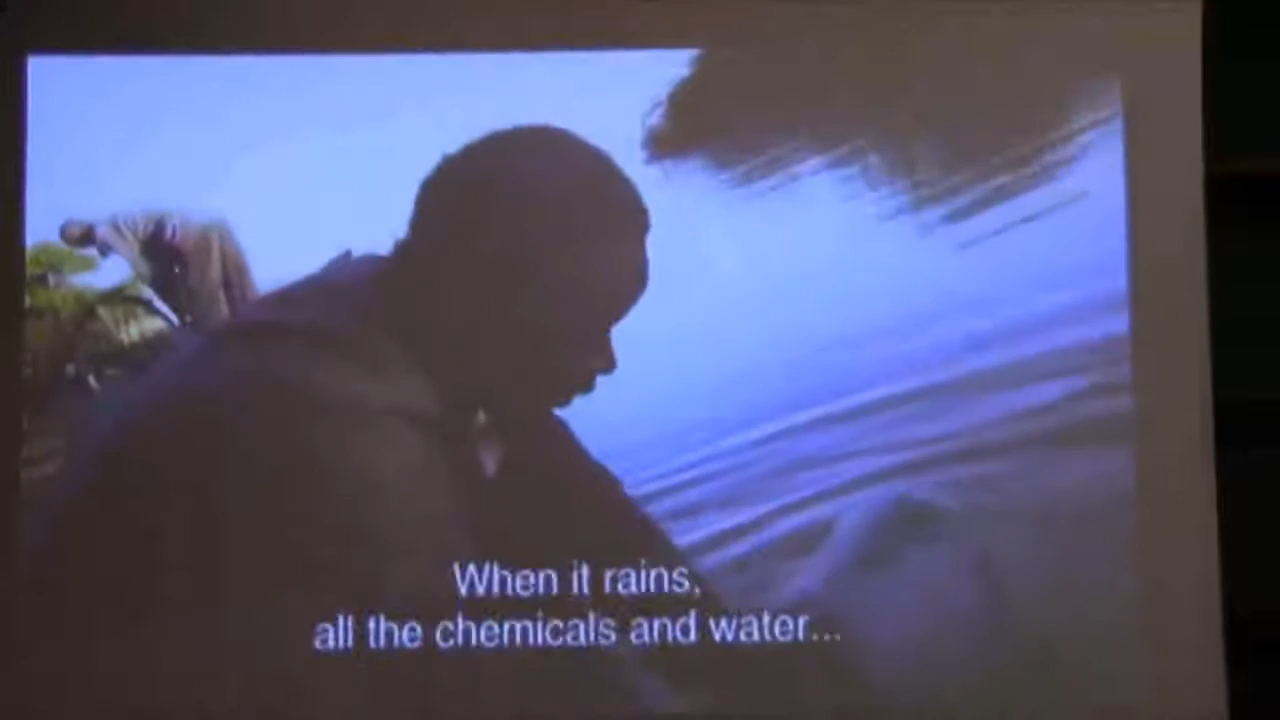 When it rains,
all the chemicals and water...